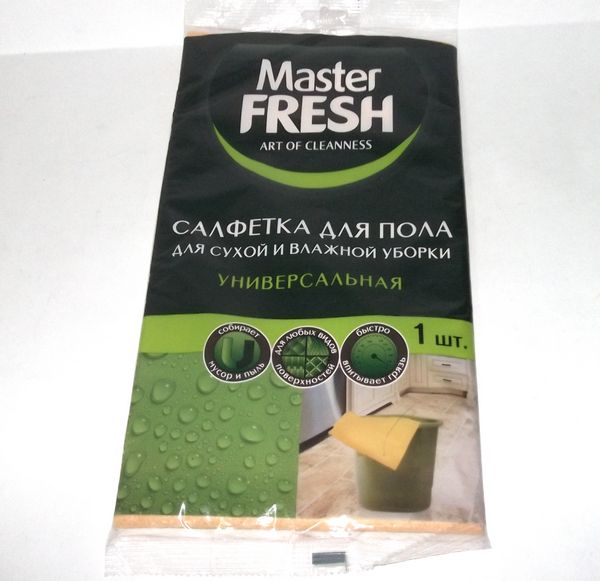 Master
FRESH
ART OF CLEANNESS
САЛФЕТКА ДЛЯ ПОЛА
ДЛЯ СУХОЙ И ВЛАЖНОЙ УБОРКИ
УНИВЕРСАЛЬНАЯ
1 шт.
собирает
мусор и пыль
для любых видов
поверхностей
быстро
впитывает грязь